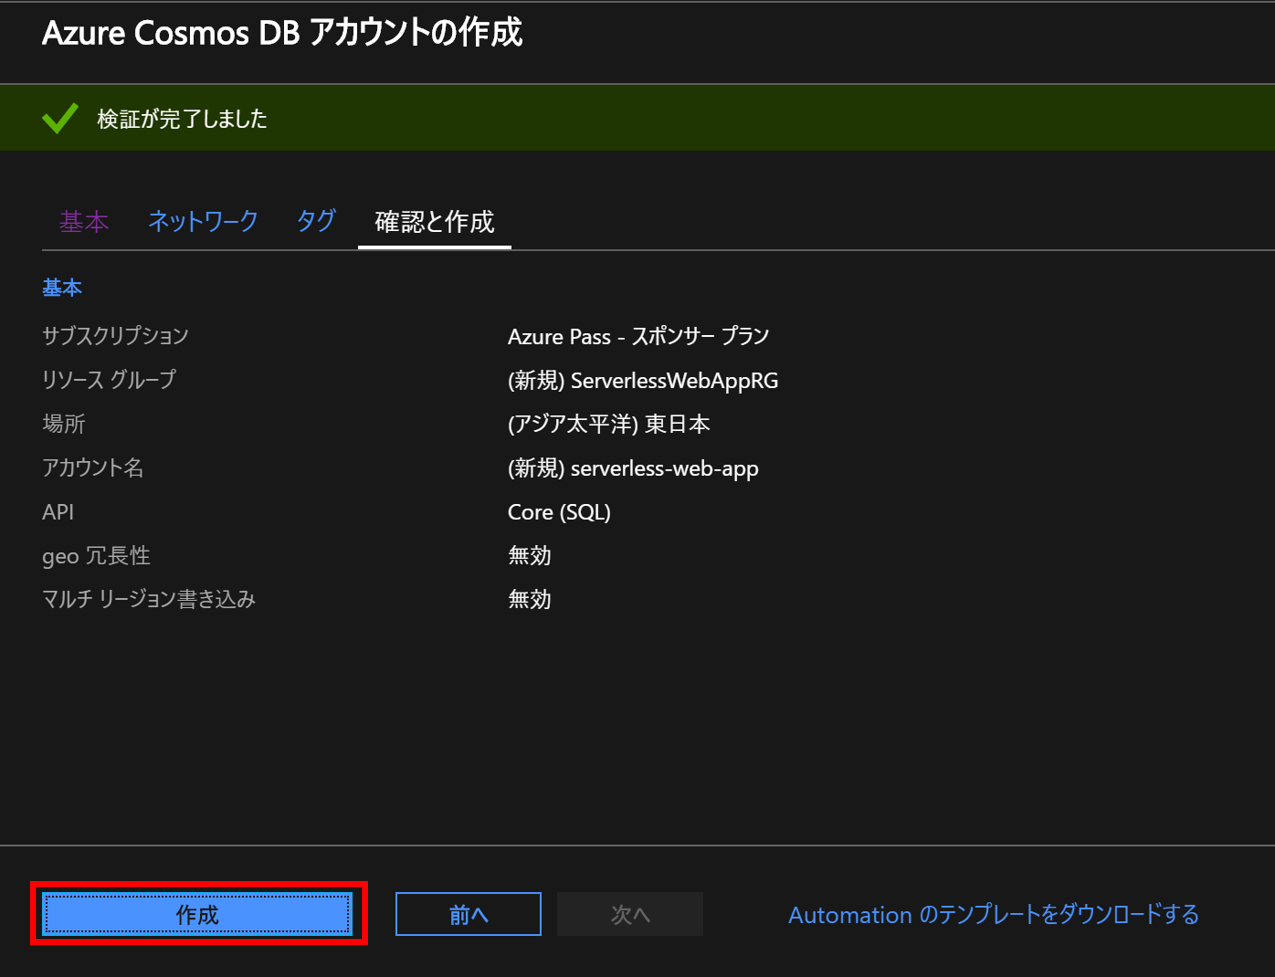 Azure Cosmos DB アカウントの作成
検証が完了しました
基本 ネットワーク タグ 確認と作成
基本
サブスクリプション Azure Pass - スポンサー プラン
リソース グループ (新規) ServerlessWebAppRG
場所 (アジア太平洋) 東日本
アカウント名 (新規) serverless-web-app
API Core (SQL)
geo 冗長性 無効
マルチ リージョン書き込み 無効
作成 前へ 次へ Automation のテンプレートをダウンロードする